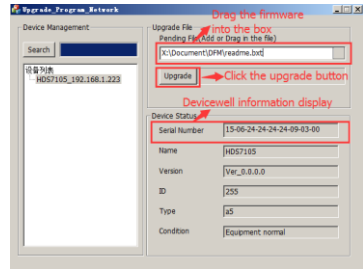 Upgrade_Program_Network
Device Management
Search
设备列表
HDS7105_192.168.1.223
Upgrade File
Drag the firmware
into the box
Pending File(Add or Drag in the file)
X:\Document\DFM\readme.bxt
Upgrade
Click the upgrade button
Devicewell information display
Device Status
Serial Number
15-06-24-24-24-24-09-03-00
Name
HDS7105
Version
Ver_0.0.0.0
ID
255
Type
a5
Condition
Equipment normal